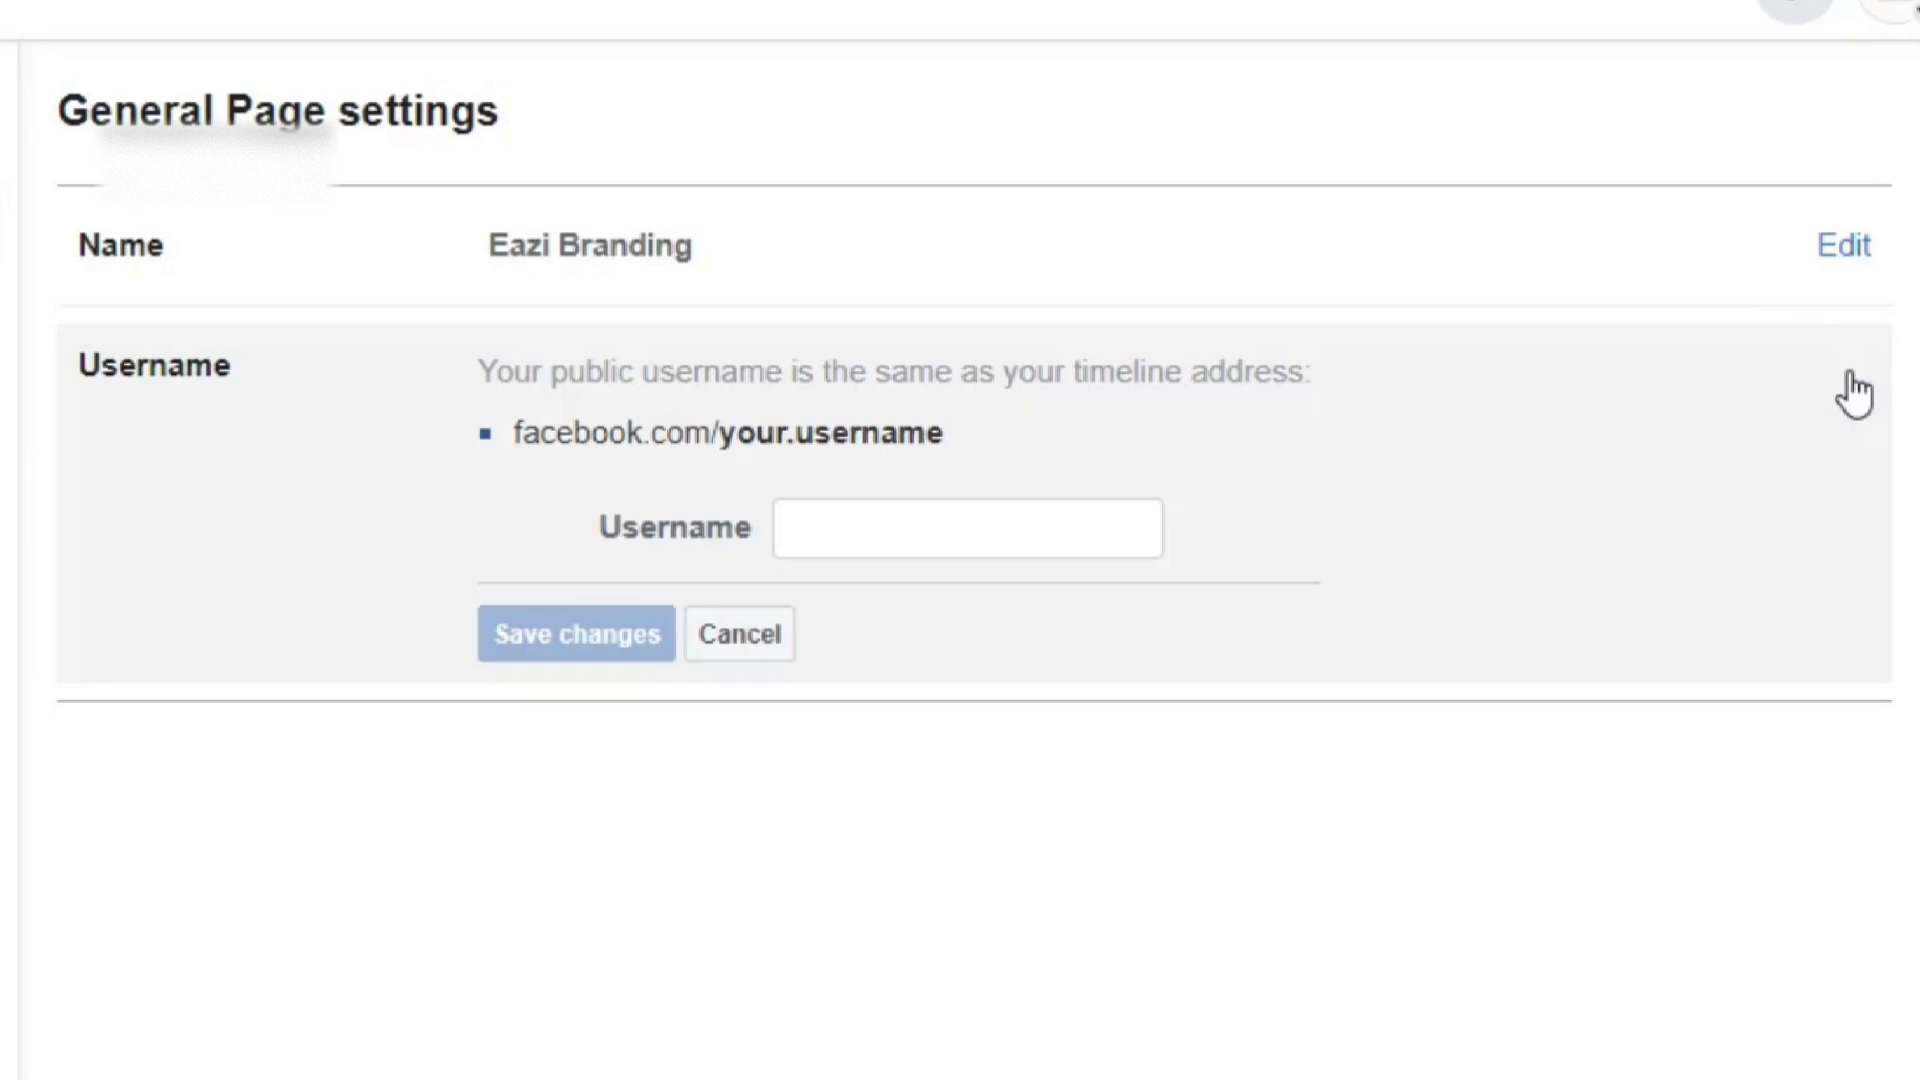 General Page settings
Name Eazi Branding Edit
Username Your public username is the same as your timeline address:
facebook.com/your.username
Username
Save changes Cancel